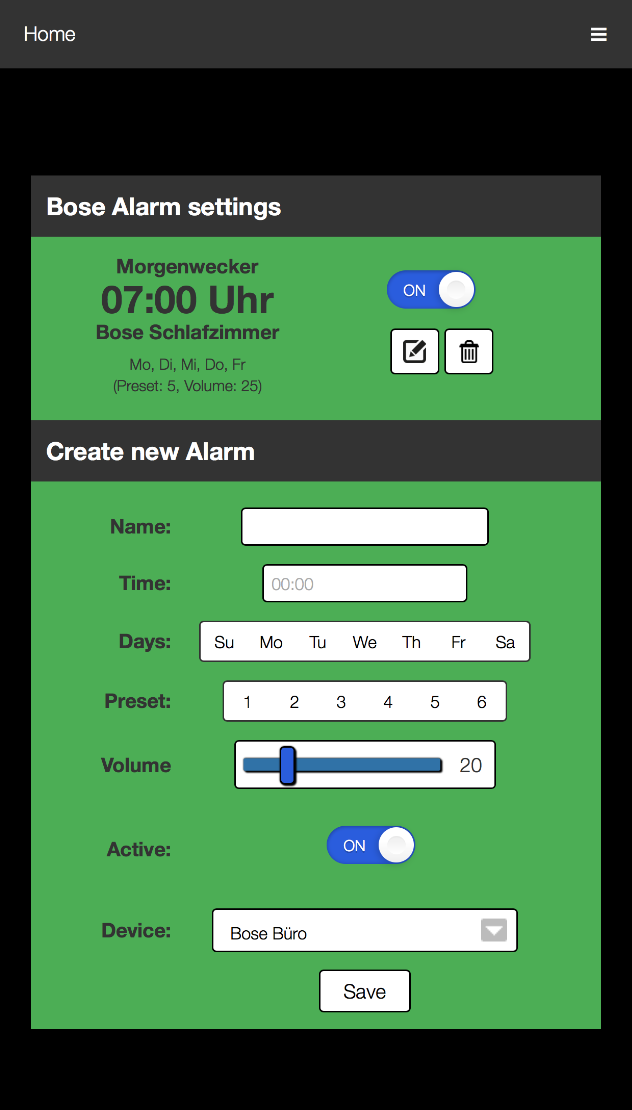 Home
Bose Alarm settings
Morgenwecker
07:00 Uhr
ON
Bose Schlafzimmer
Mo, Di, Mi, Do, Fr
(Preset: 5, Volume: 25)
Create new Alarm
Name:
Time: 00:00
Days: Su Mo Tu We Th Fr Sa
Preset: 1 2 3 4 5 6
Volume 20
Active: ON
Device: Bose Büro
Save